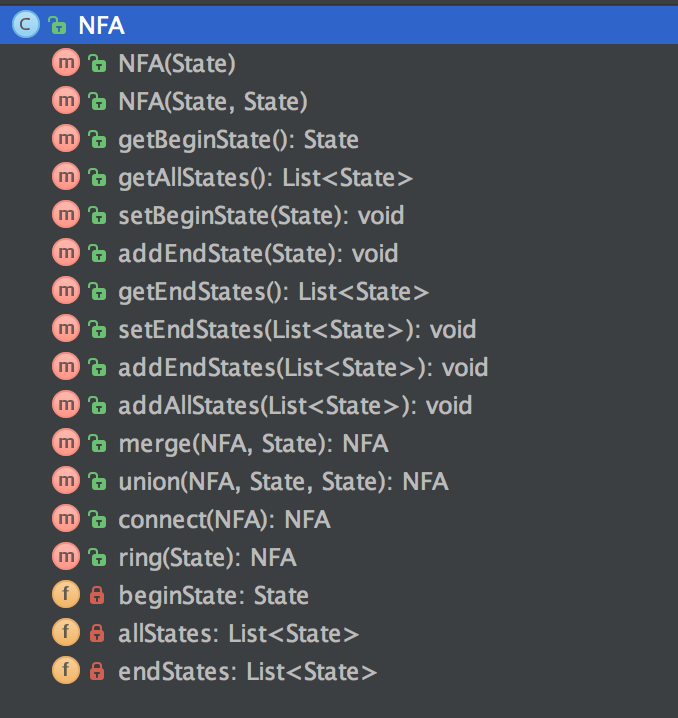 C NFA
m NFA(State)
m NFA(State, State)
m getBeginState(): State
m getAllStates(): List<State>
m setBeginState(State): void
m addEndState(State): void
m getEndStates(): List<State>
m setEndStates(List<State>): void
m addEndStates(List<State>): void
m addAllStates(List<State>): void
m merge(NFA, State): NFA
m union(NFA, State, State): NFA
m connect(NFA): NFA
m ring(State): NFA
f beginState: State
f allStates: List<State>
f endStates: List<State>